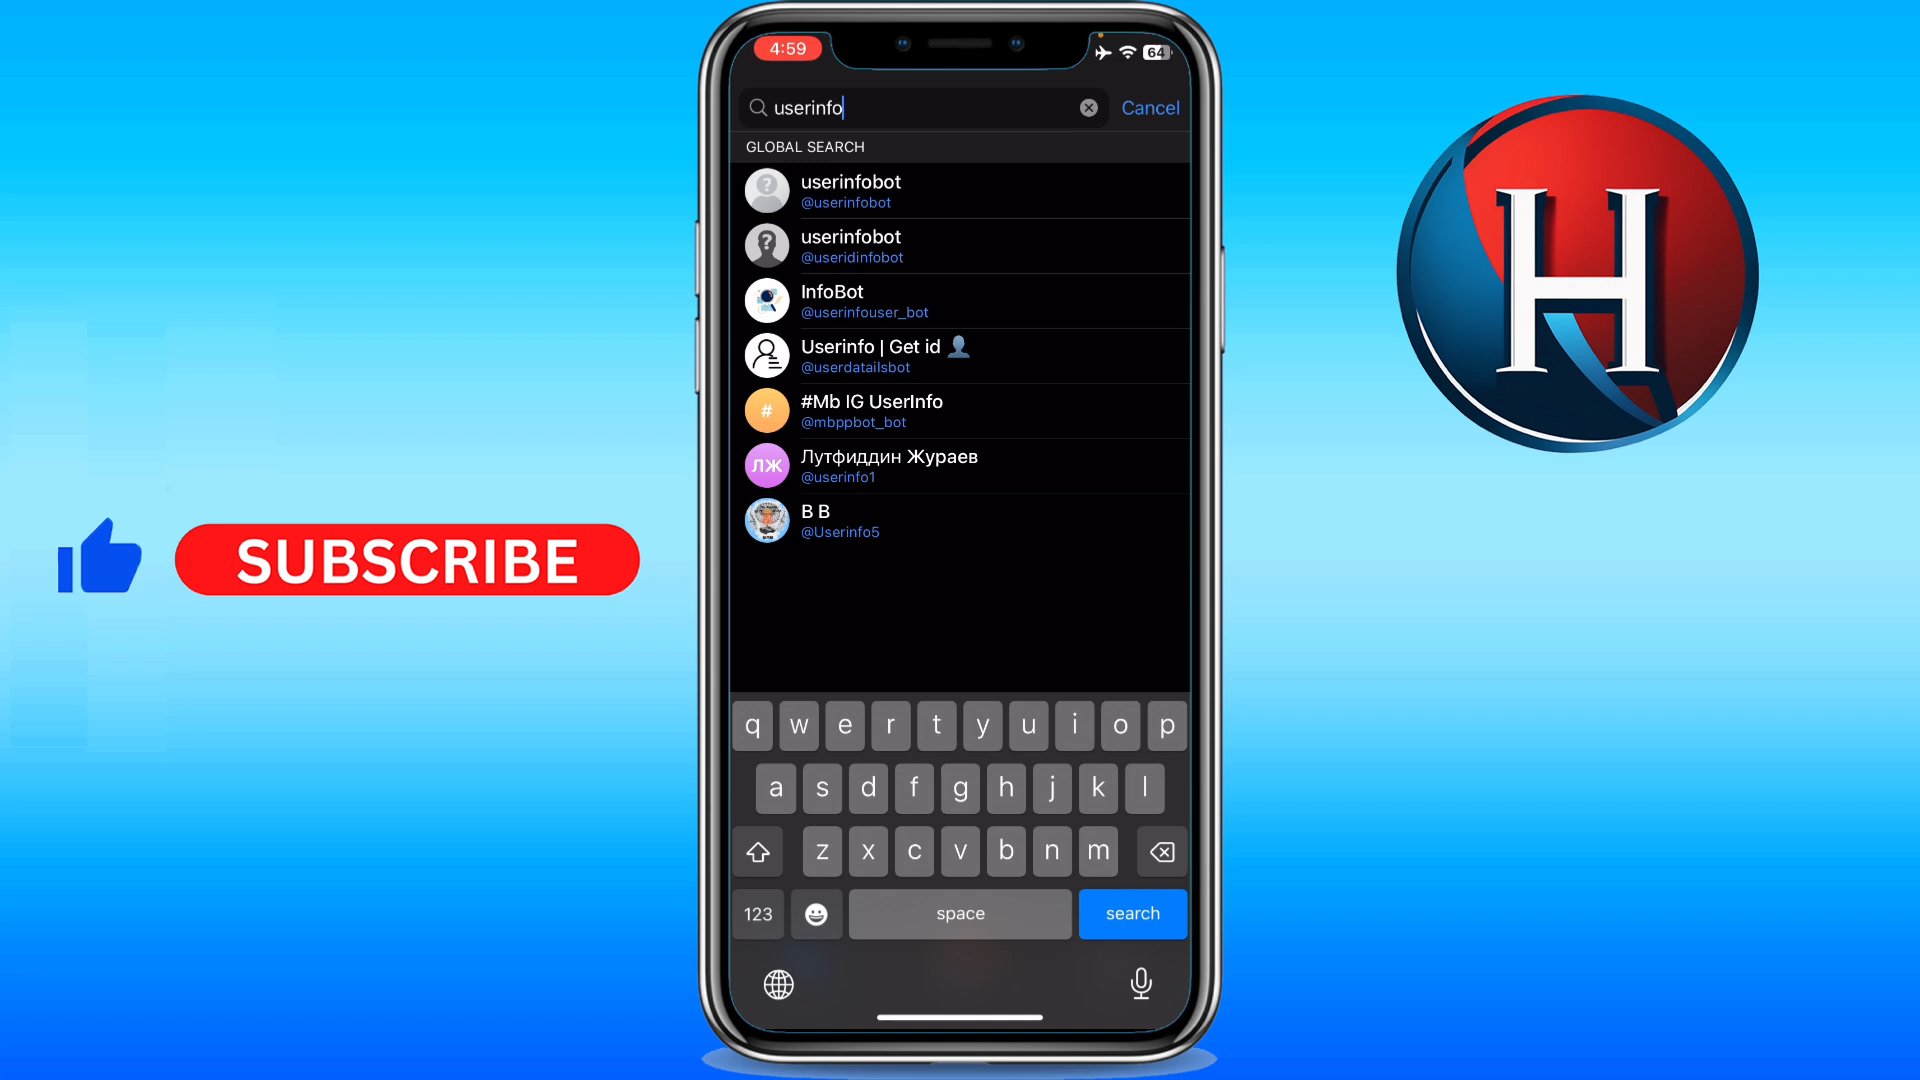 4:59
64
userinfo
Cancel
GLOBAL SEARCH
userinfobot
@userinfobot
userinfobot
@useridinfobot
InfoBot
@userinfouser_bot
Userinfo | Get id 👤
@userdatailsbot
# #Mb IG UserInfo
@mbppbot_bot
ЛЖ Лутфиддин Жураев
@userinfo1
B B
@Userinfo5
H
SUBSCRIBE
q w e r t y u i o p
a s d f g h j k l
z x c v b n m
123 space search